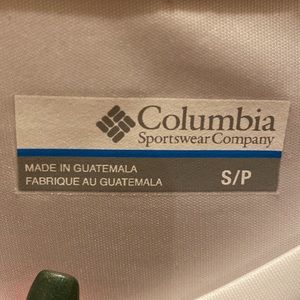 Columbia
Sportswear Company
MADE IN GUATEMALA
FABRIQUE AU GUATEMALA
S/P